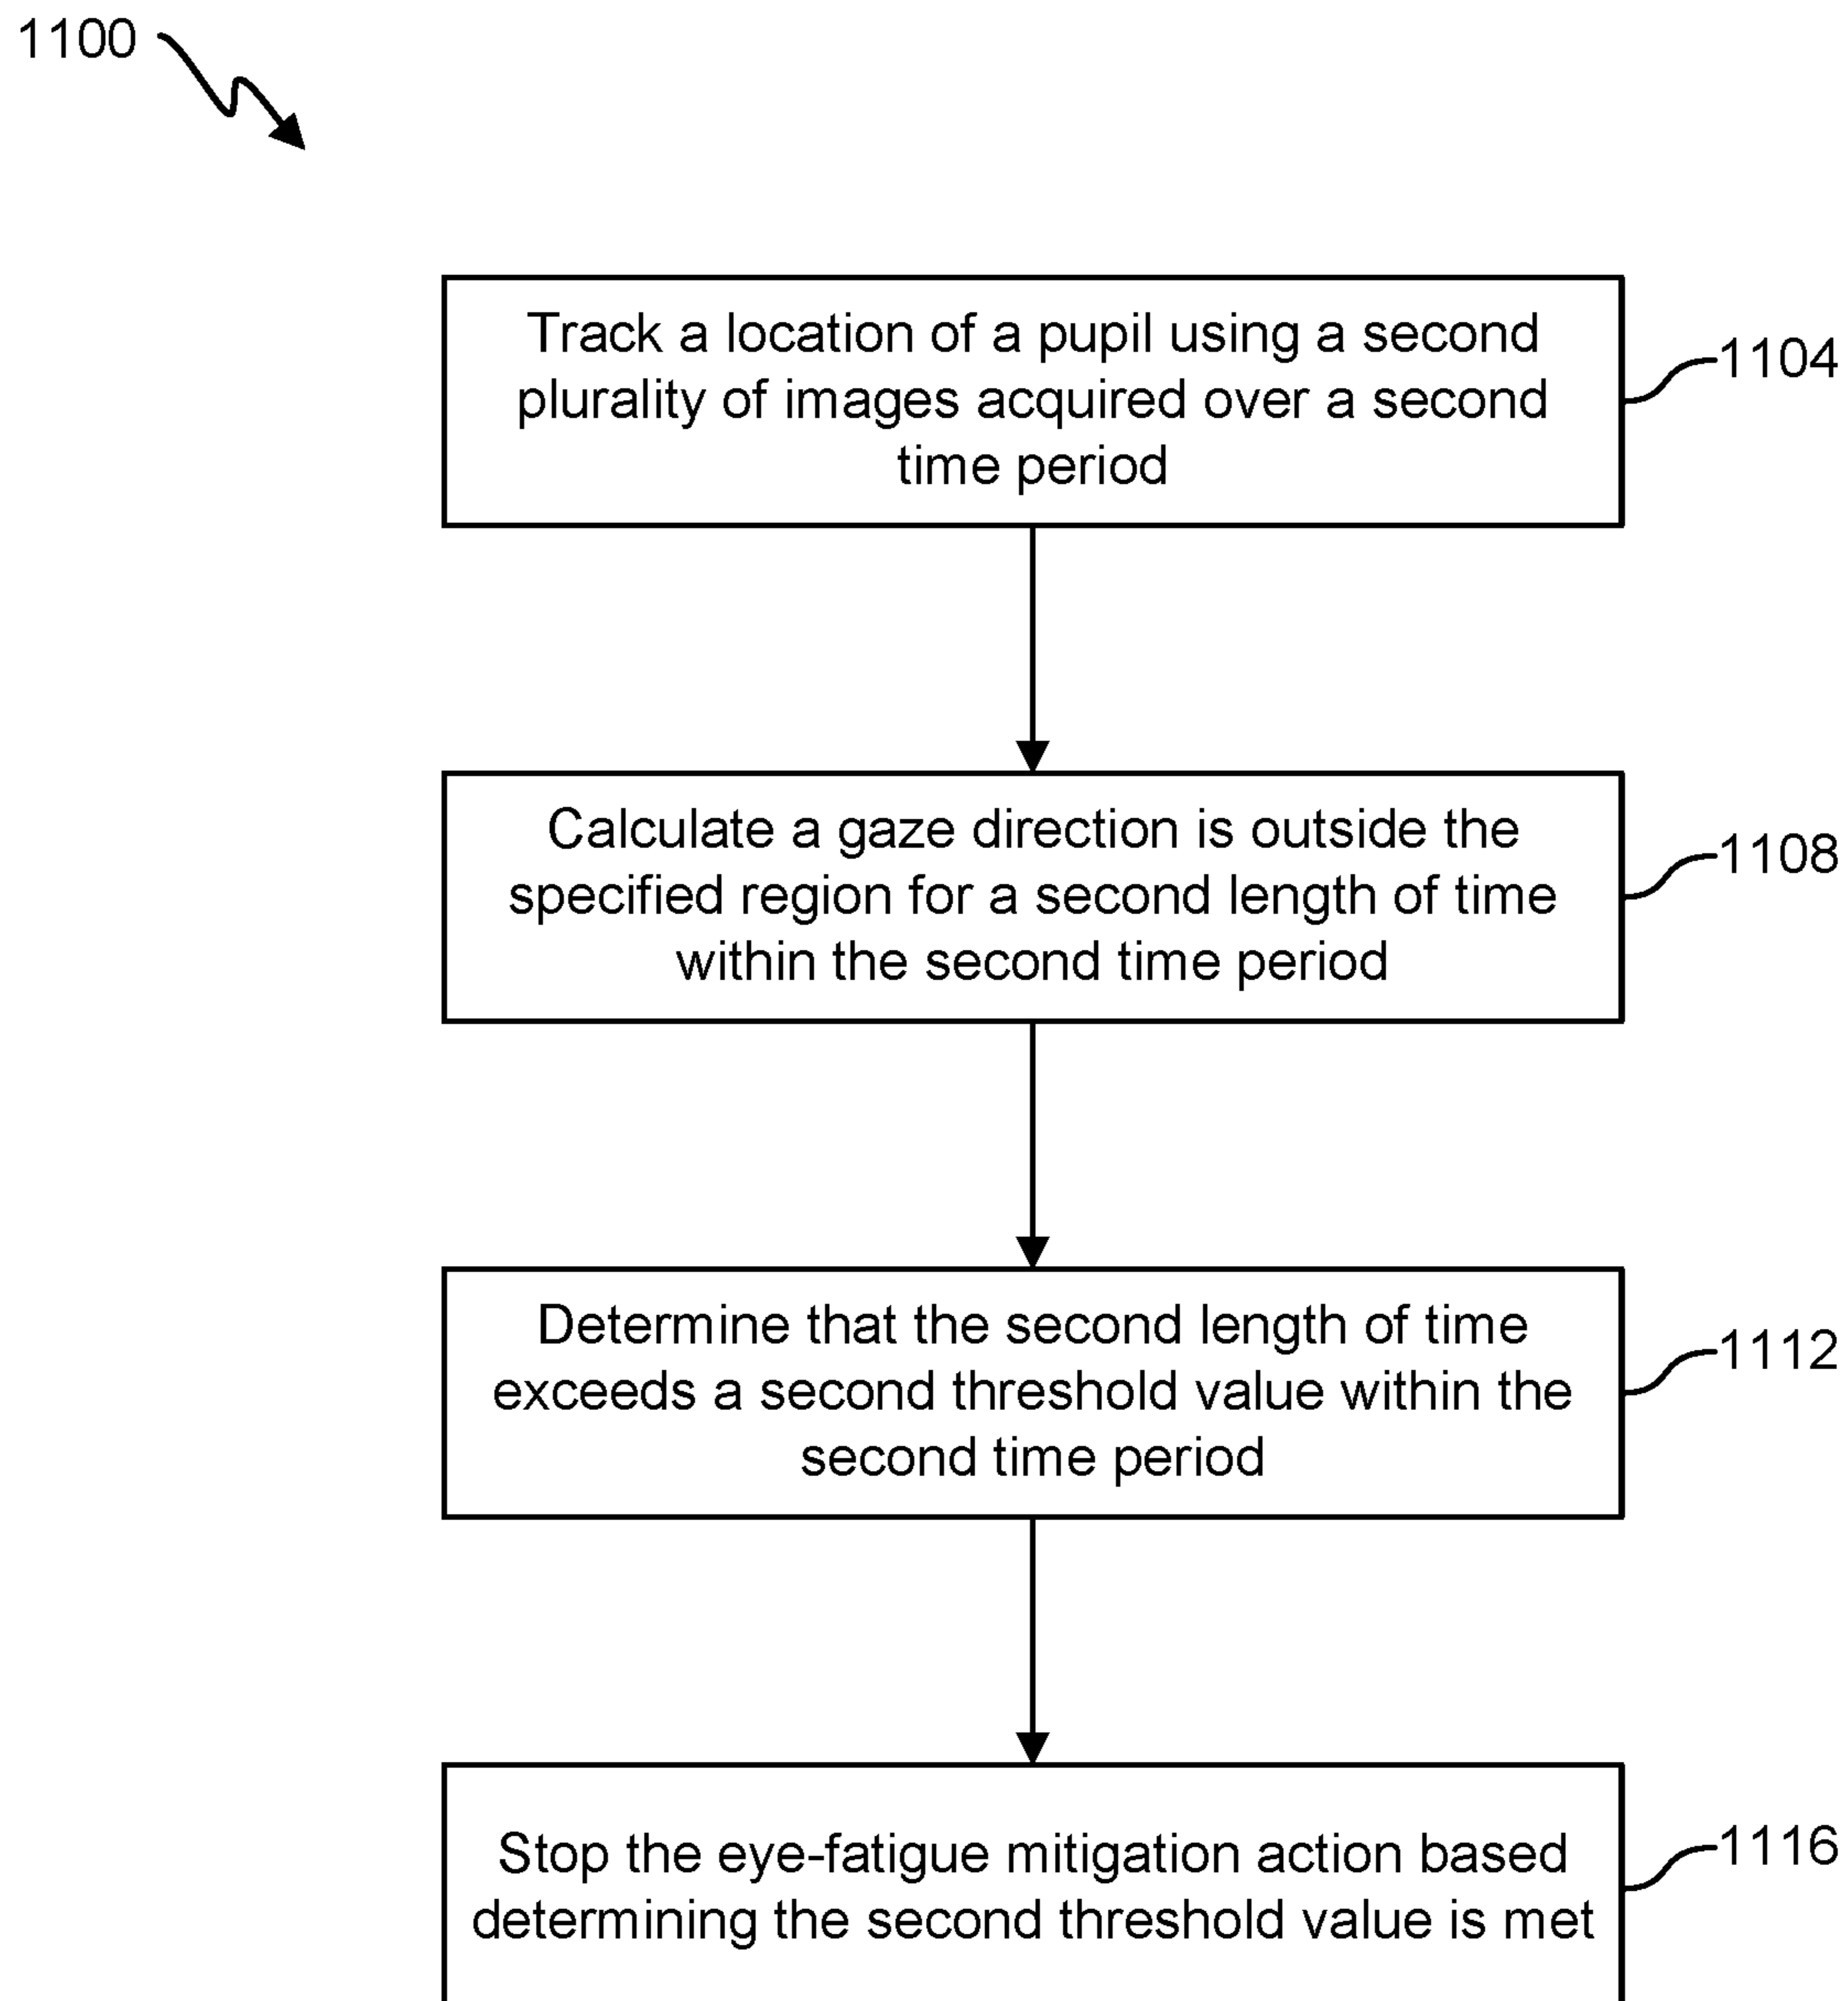 1100
Track a location of a pupil using a second
plurality of images acquired over a second
time period
1104
Calculate a gaze direction is outside the
specified region for a second length of time
within the second time period
1108
Determine that the second length of time
exceeds a second threshold value within the
second time period
1112
Stop the eye-fatigue mitigation action based
determining the second threshold value is met
1116